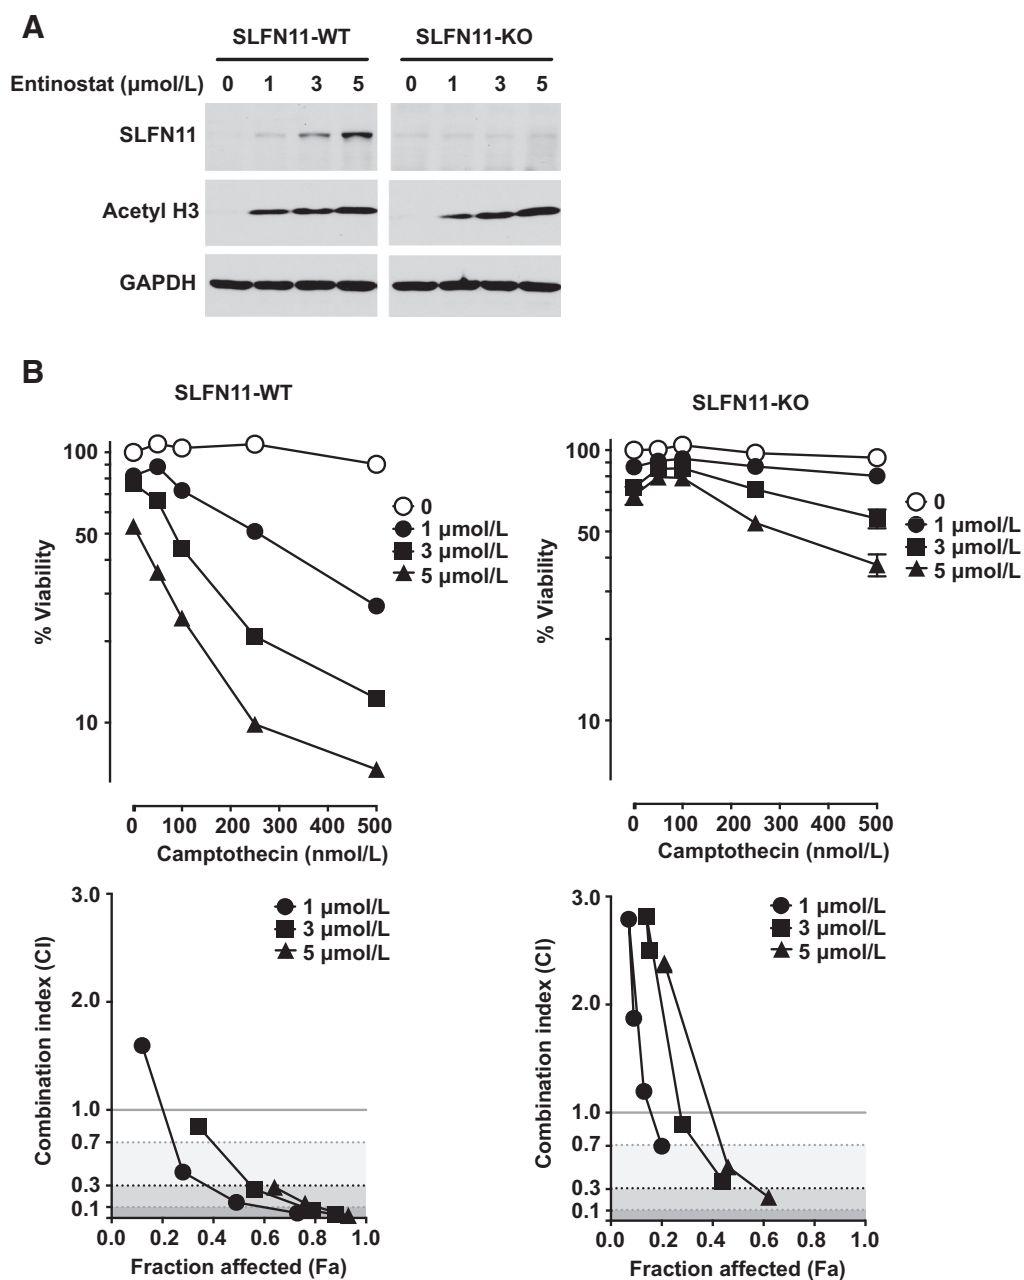 A
SLFN11-WT
SLFN11-KO
Entinostat (μmol/L) 0 1 3 5 0 1 3 5
SLFN11
Acetyl H3
GAPDH
B
SLFN11-WT
100
50
10
% Viability
0
1 μmol/L
3 μmol/L
5 μmol/L
0 100 200 300 400 500
Camptothecin (nmol/L)
SLFN11-KO
100
50
10
% Viability
0
1 μmol/L
3 μmol/L
5 μmol/L
0 100 200 300 400 500
Camptothecin (nmol/L)
3.0
2.0
1.0
0.7
0.3
0.1
Combination index (CI)
1 μmol/L
3 μmol/L
5 μmol/L
0.0 0.2 0.4 0.6 0.8 1.0
Fraction affected (Fa)
3.0
2.0
1.0
0.7
0.3
0.1
Combination index (CI)
1 μmol/L
3 μmol/L
5 μmol/L
0.0 0.2 0.4 0.6 0.8 1.0
Fraction affected (Fa)